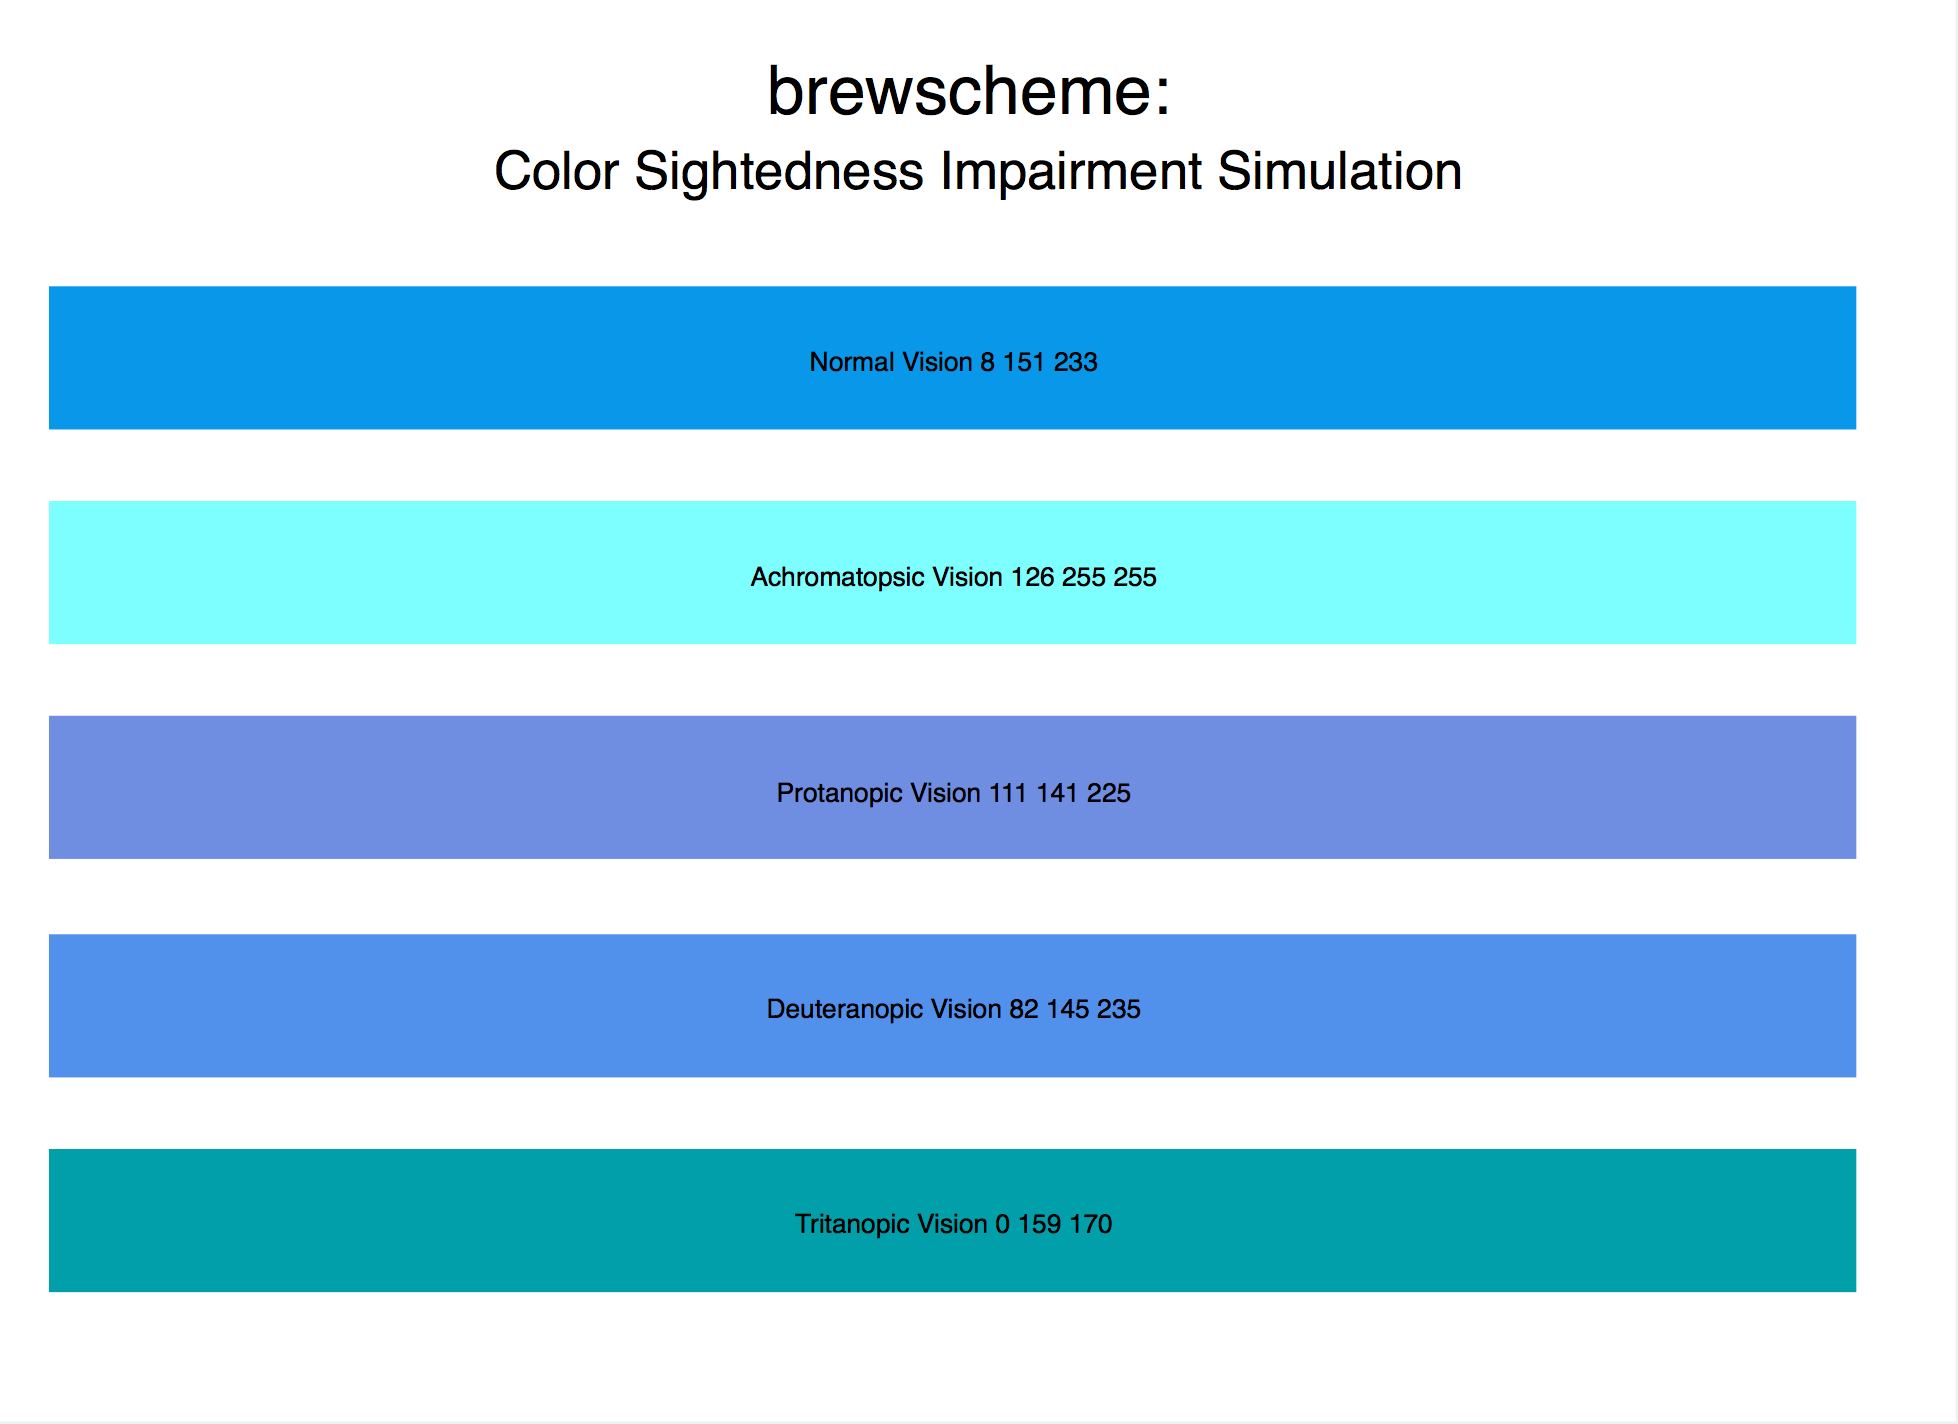 brewscheme:
Color Sightedness Impairment Simulation
Normal Vision 8 151 233
Achromatopsic Vision 126 255 255
Protanopic Vision 111 141 225
Deuteranopic Vision 82 145 235
Tritanopic Vision 0 159 170